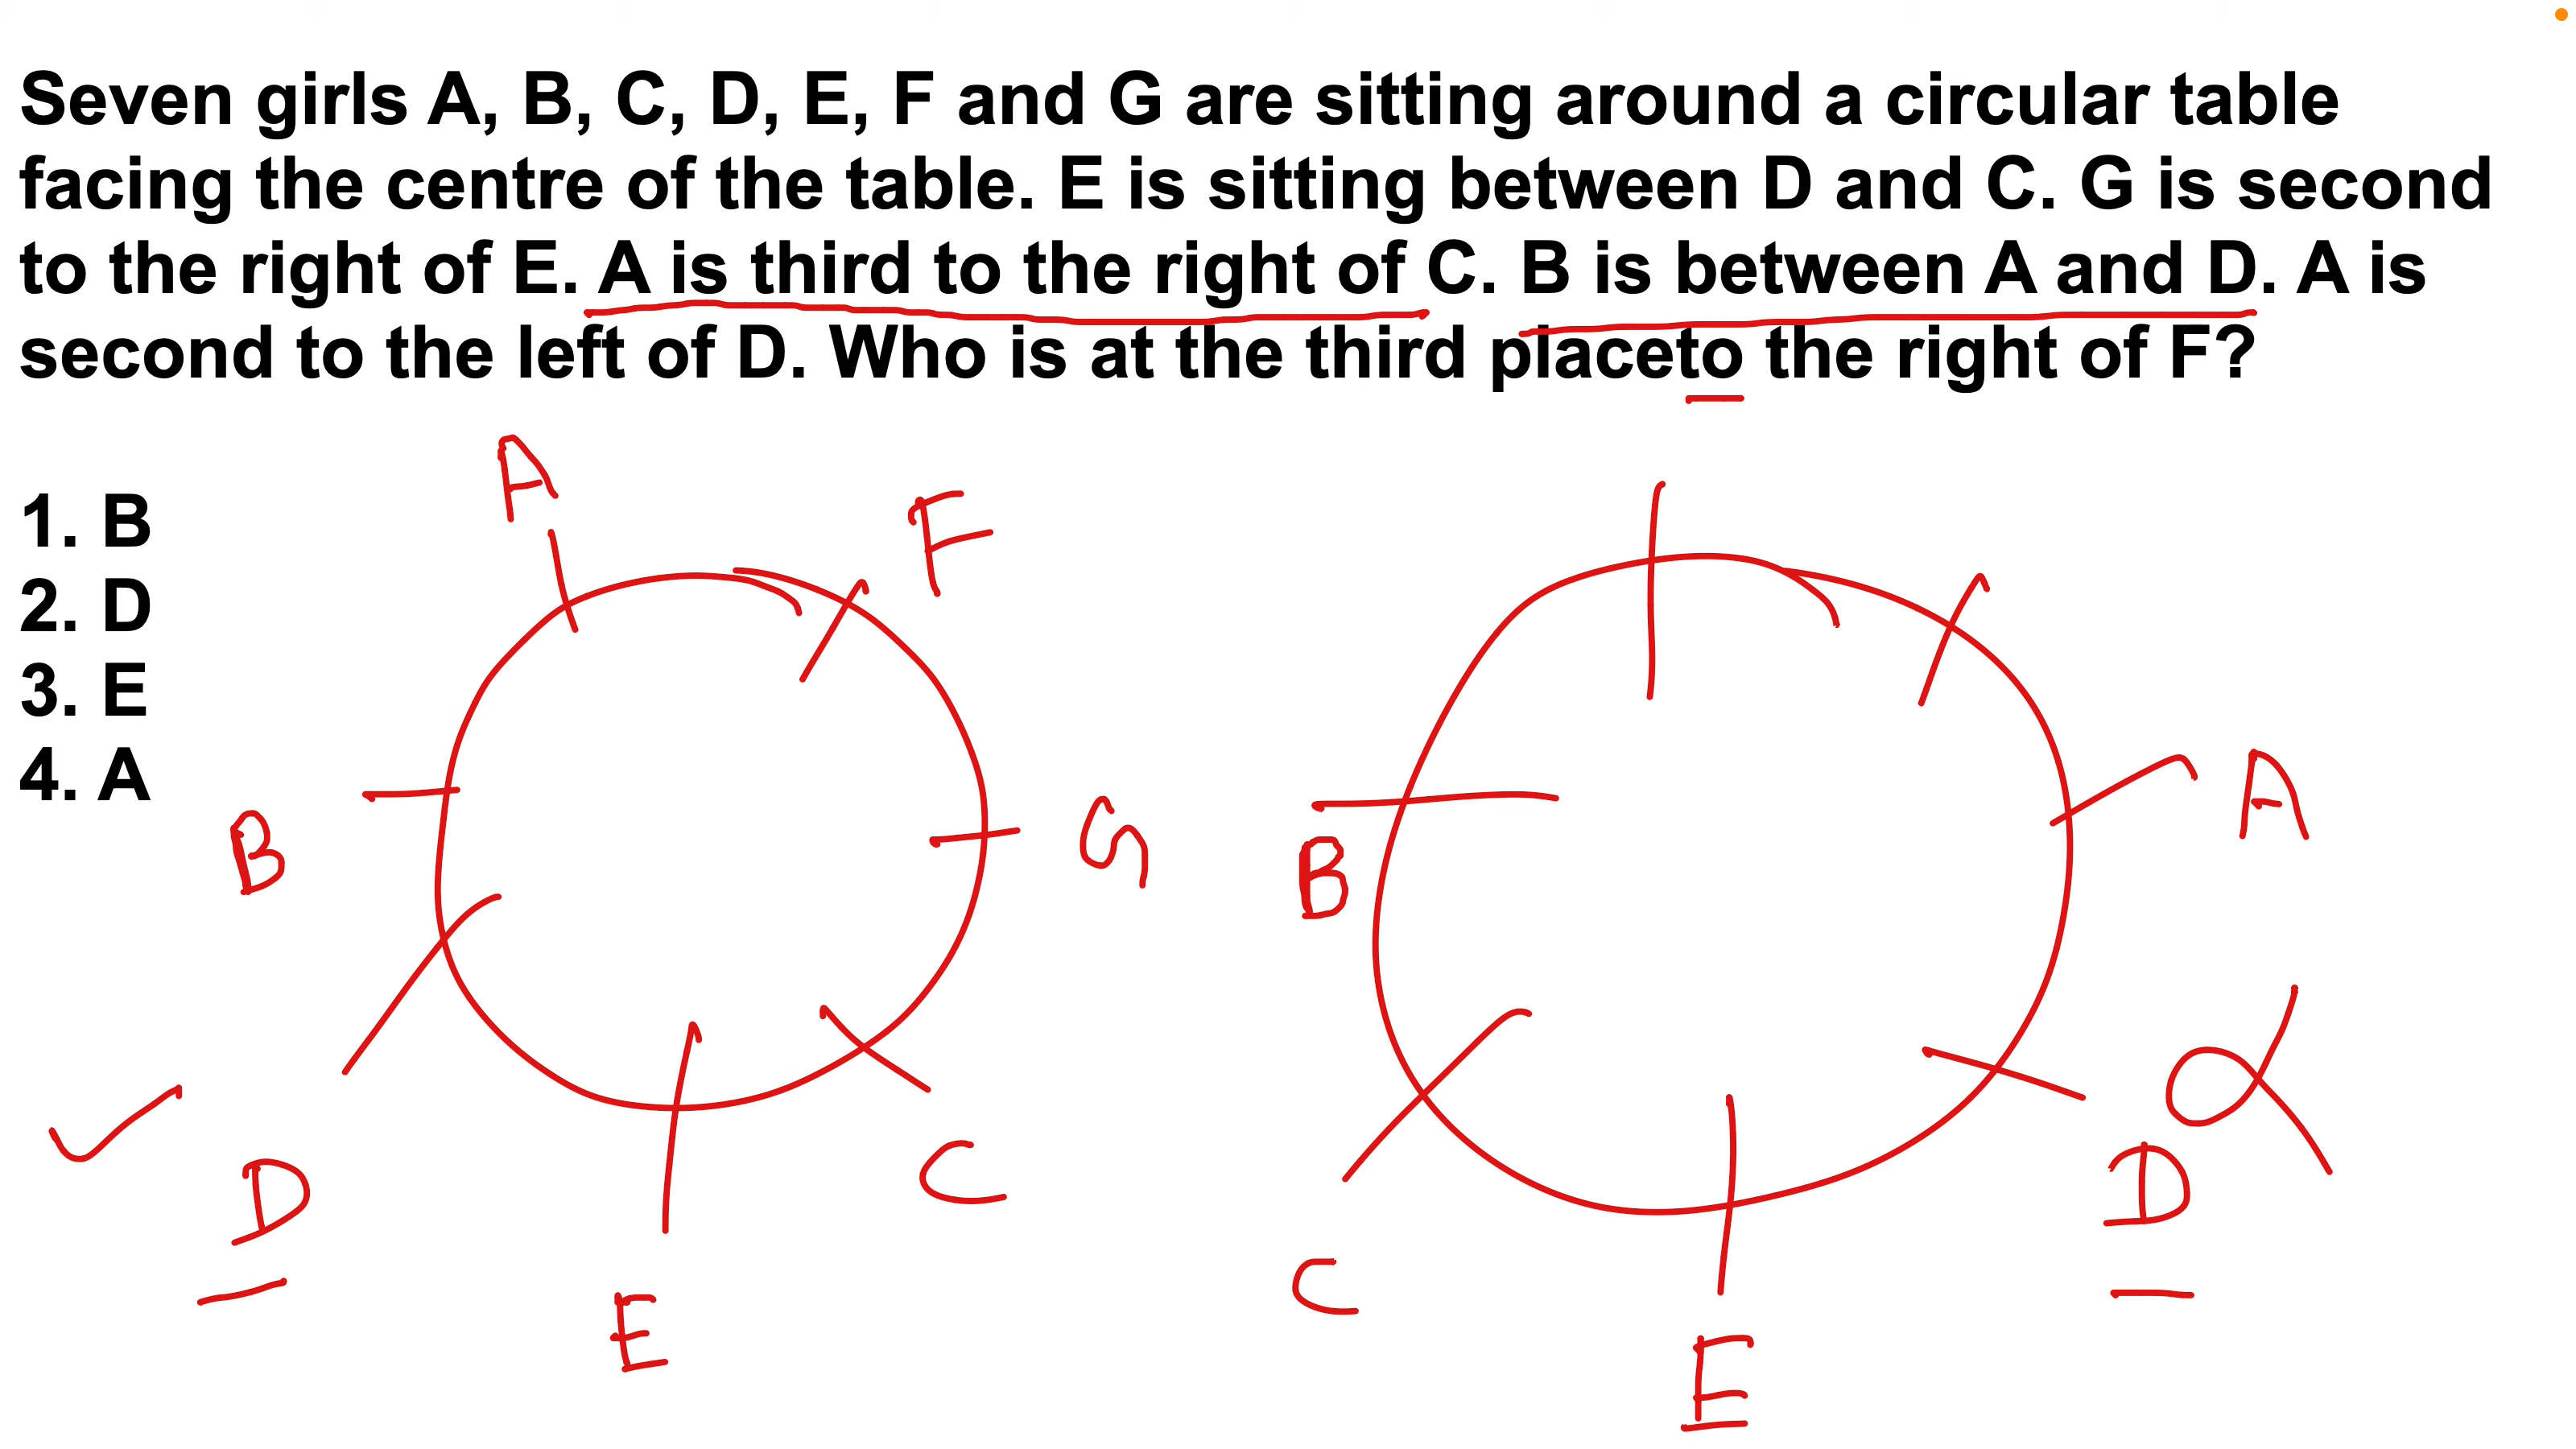 Seven girls A, B, C, D, E, F and G are sitting around a circular table
facing the centre of the table. E is sitting between D and C. G is second
to the right of E. A is third to the right of C. B is between A and D. A is
second to the left of D. Who is at the third placeto the right of F?
1. B
2. D
3. E
4. A
A
F
B
G
D
C
E
A
B
D
C
E